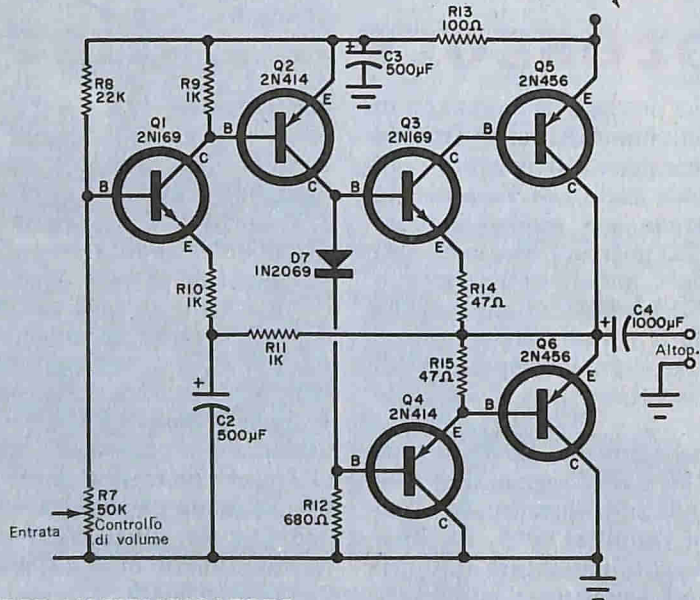 R13
100Ω
R8
22K
R9
1K
Q2
2N414
C3
500µF
Q5
2N456
E
B
C
Q1
2N169
B
C
E
Q3
2N169
B
C
E
E
B
C
D7
1N2069
R10
1K
R14
47Ω
R11
1K
C4
1000µF
Altop.
R15
47Ω
Q6
2N456
Q4
2N414
E
B
C
C2
500µF
B
E
C
R12
680Ω
R7
50K
Controllo
di volume
Entrata